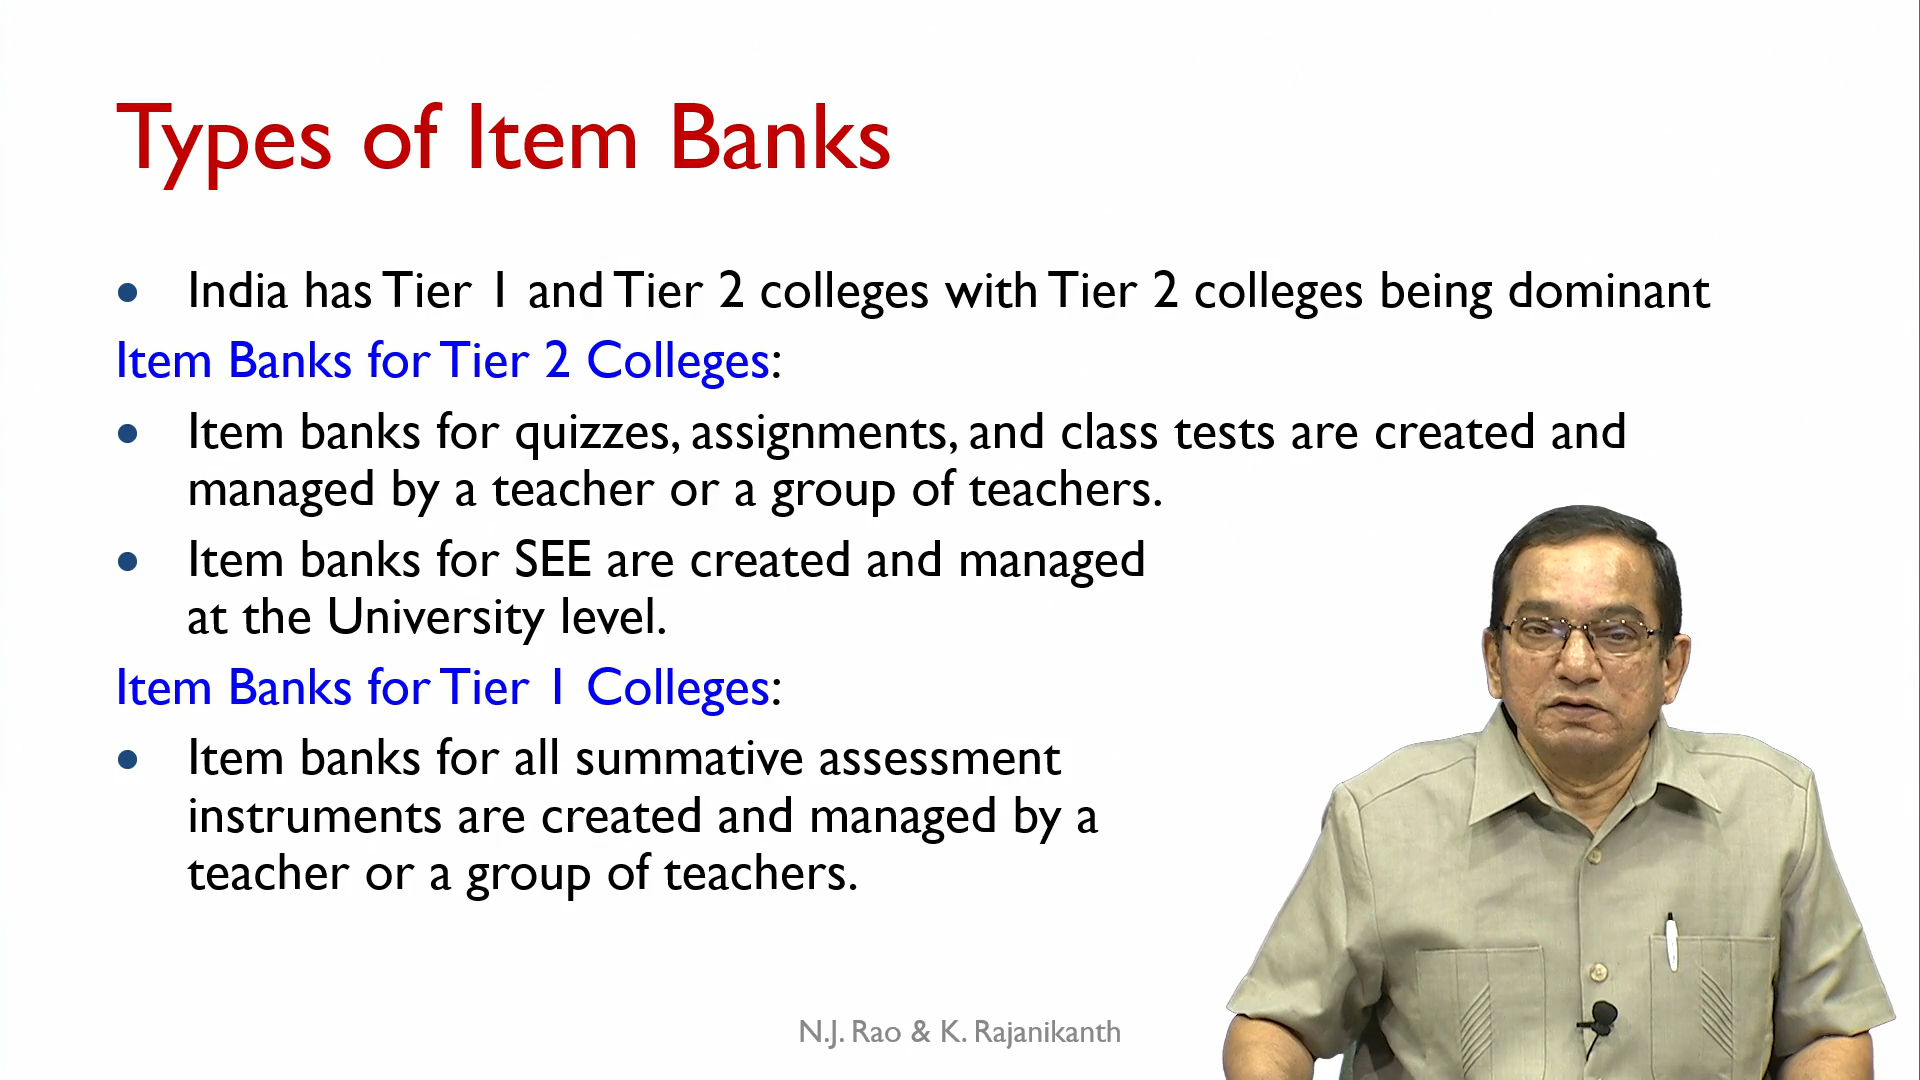 Types of Item Banks
• India has Tier 1 and Tier 2 colleges with Tier 2 colleges being dominant
Item Banks for Tier 2 Colleges:
• Item banks for quizzes, assignments, and class tests are created and
managed by a teacher or a group of teachers.
• Item banks for SEE are created and managed
at the University level.
Item Banks for Tier 1 Colleges:
• Item banks for all summative assessment
instruments are created and managed by a
teacher or a group of teachers.
N.J. Rao & K. Rajanikanth